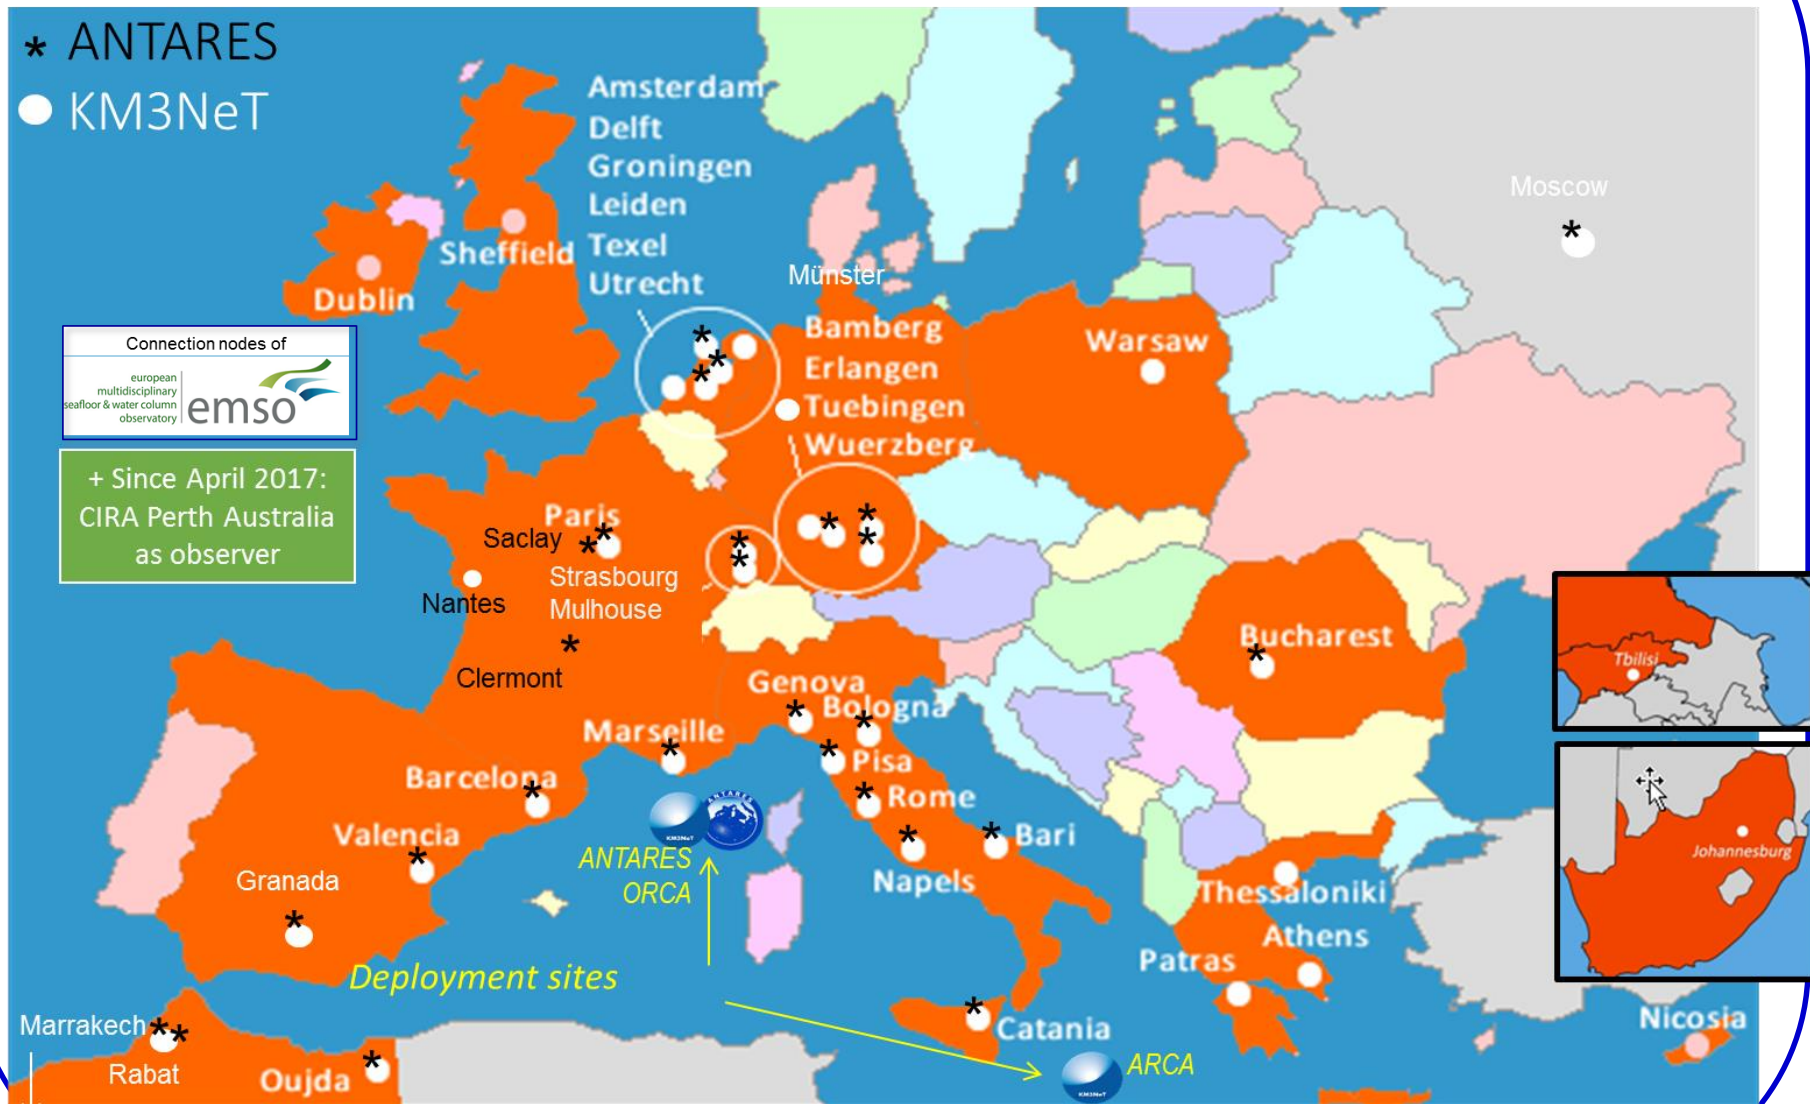 * ANTARES
KM3NeT
Amsterdam
Delft
Groningen
Leiden
Texel
Utrecht
Moscow
*
Sheffield
Dublin
Münster
Bamberg
Erlangen
Tuebingen
Wuerzberg
Warsaw
Connection nodes of
european
multidisciplinary
seafloor & water column
observatory
emso
+ Since April 2017:
CIRA Perth Australia
as observer
Paris
Saclay
Strasbourg
Mulhouse
Nantes
Clermont
Bucharest
Tbilisi
Genova
Bologna
Marseille
Pisa
Barcelona
Rome
Valencia
Bari
Napels
Granada
KM3NeT
ANTARES
ANTARES
ORCA
Johannesburg
Thessaloniki
Athens
Patras
Deployment sites
Catania
Nicosia
Marrakech
Rabat
Oujda
ARCA
KM3NeT